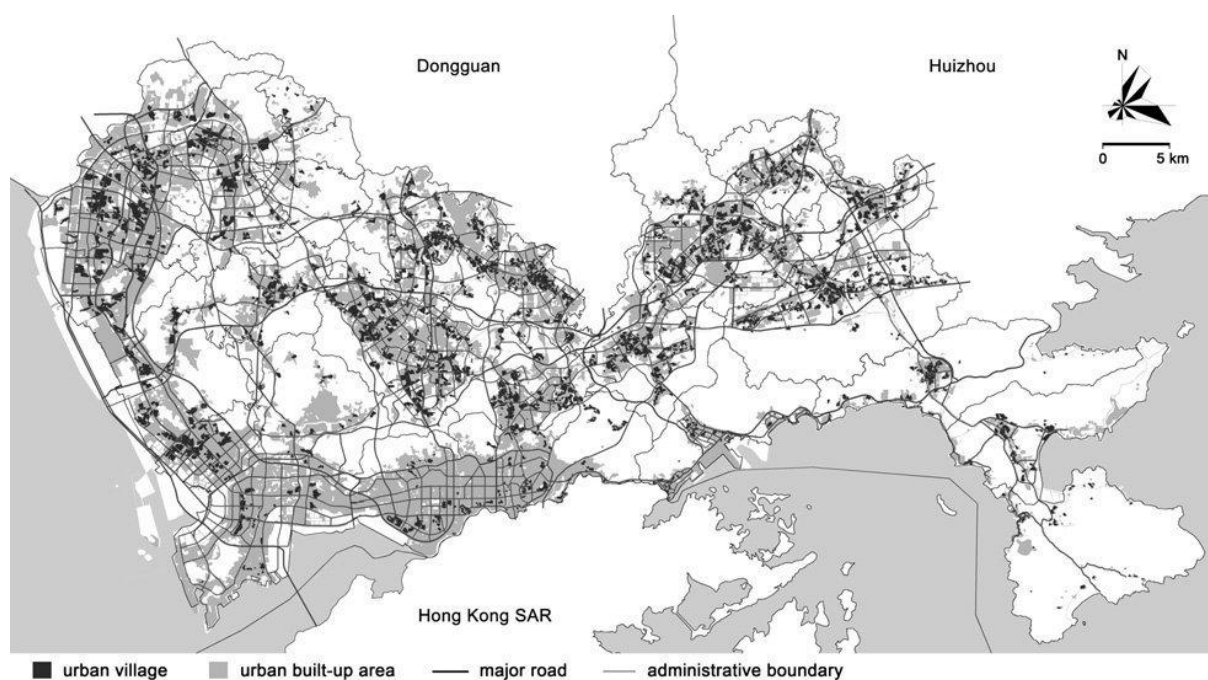 Dongguan
Huizhou
N
0 5 km
Hong Kong SAR
urban village urban built-up area major road administrative boundary